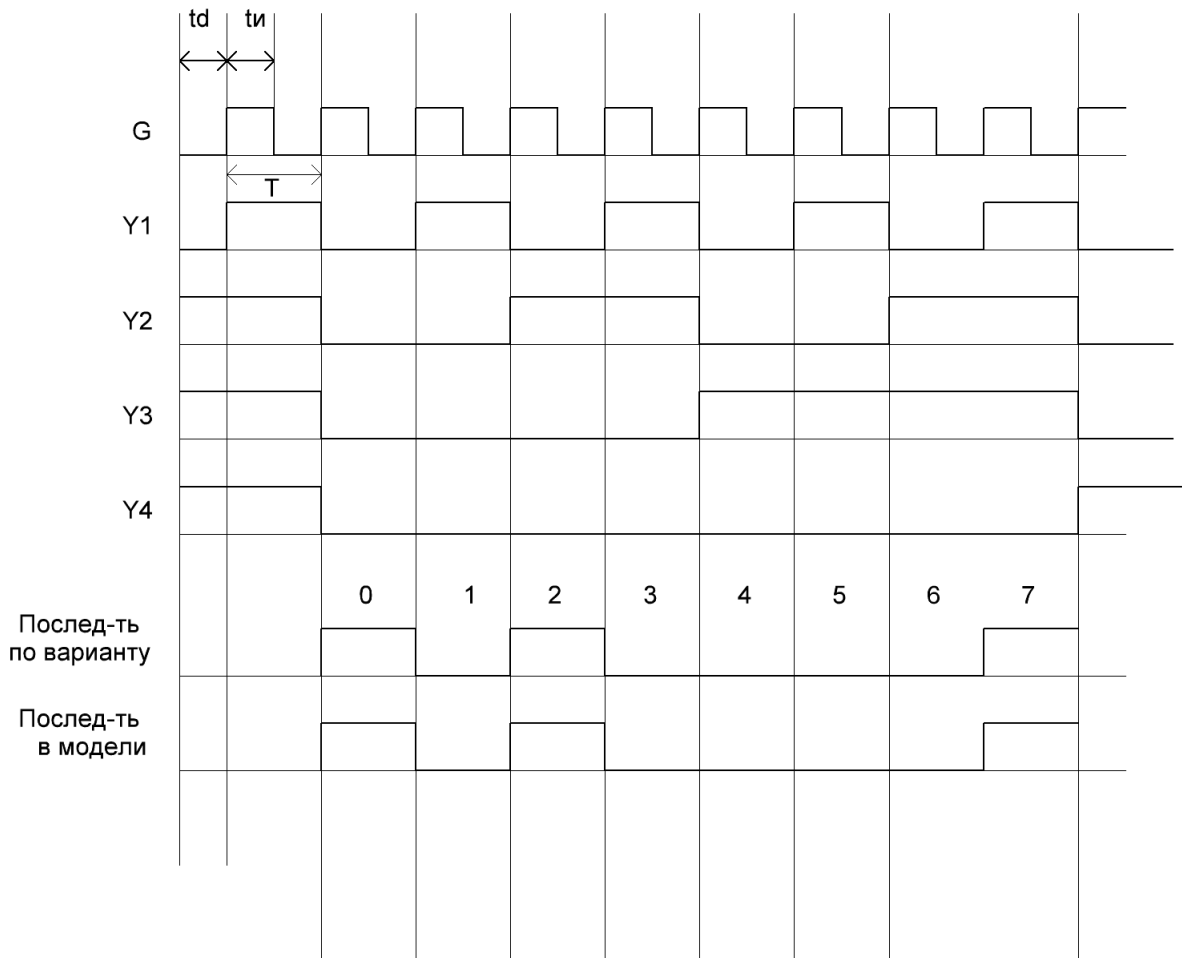 td tи
G
T
Y1
Y2
Y3
Y4
0 1 2 3 4 5 6 7
Послед-ть
по варианту
Послед-ть
в модели